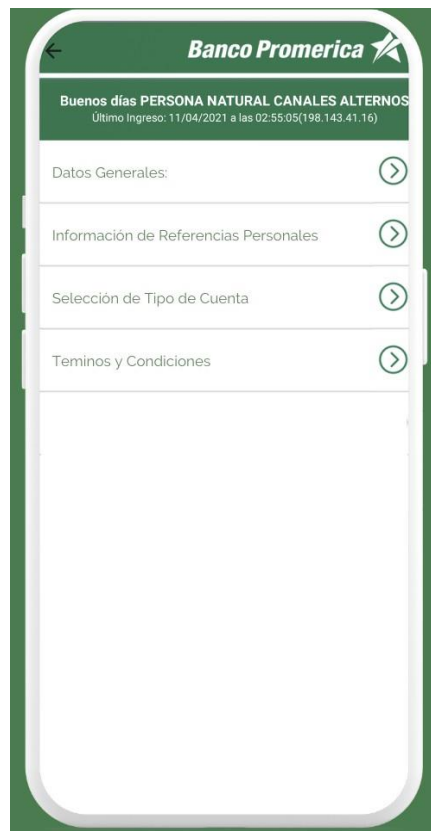 Banco Promerica
Buenos días PERSONA NATURAL CANALES ALTERNOS
Último Ingreso: 11/04/2021 a las 02:55:05(198.143.41.16)
Datos Generales:
Información de Referencias Personales
Selección de Tipo de Cuenta
Teminos y Condiciones